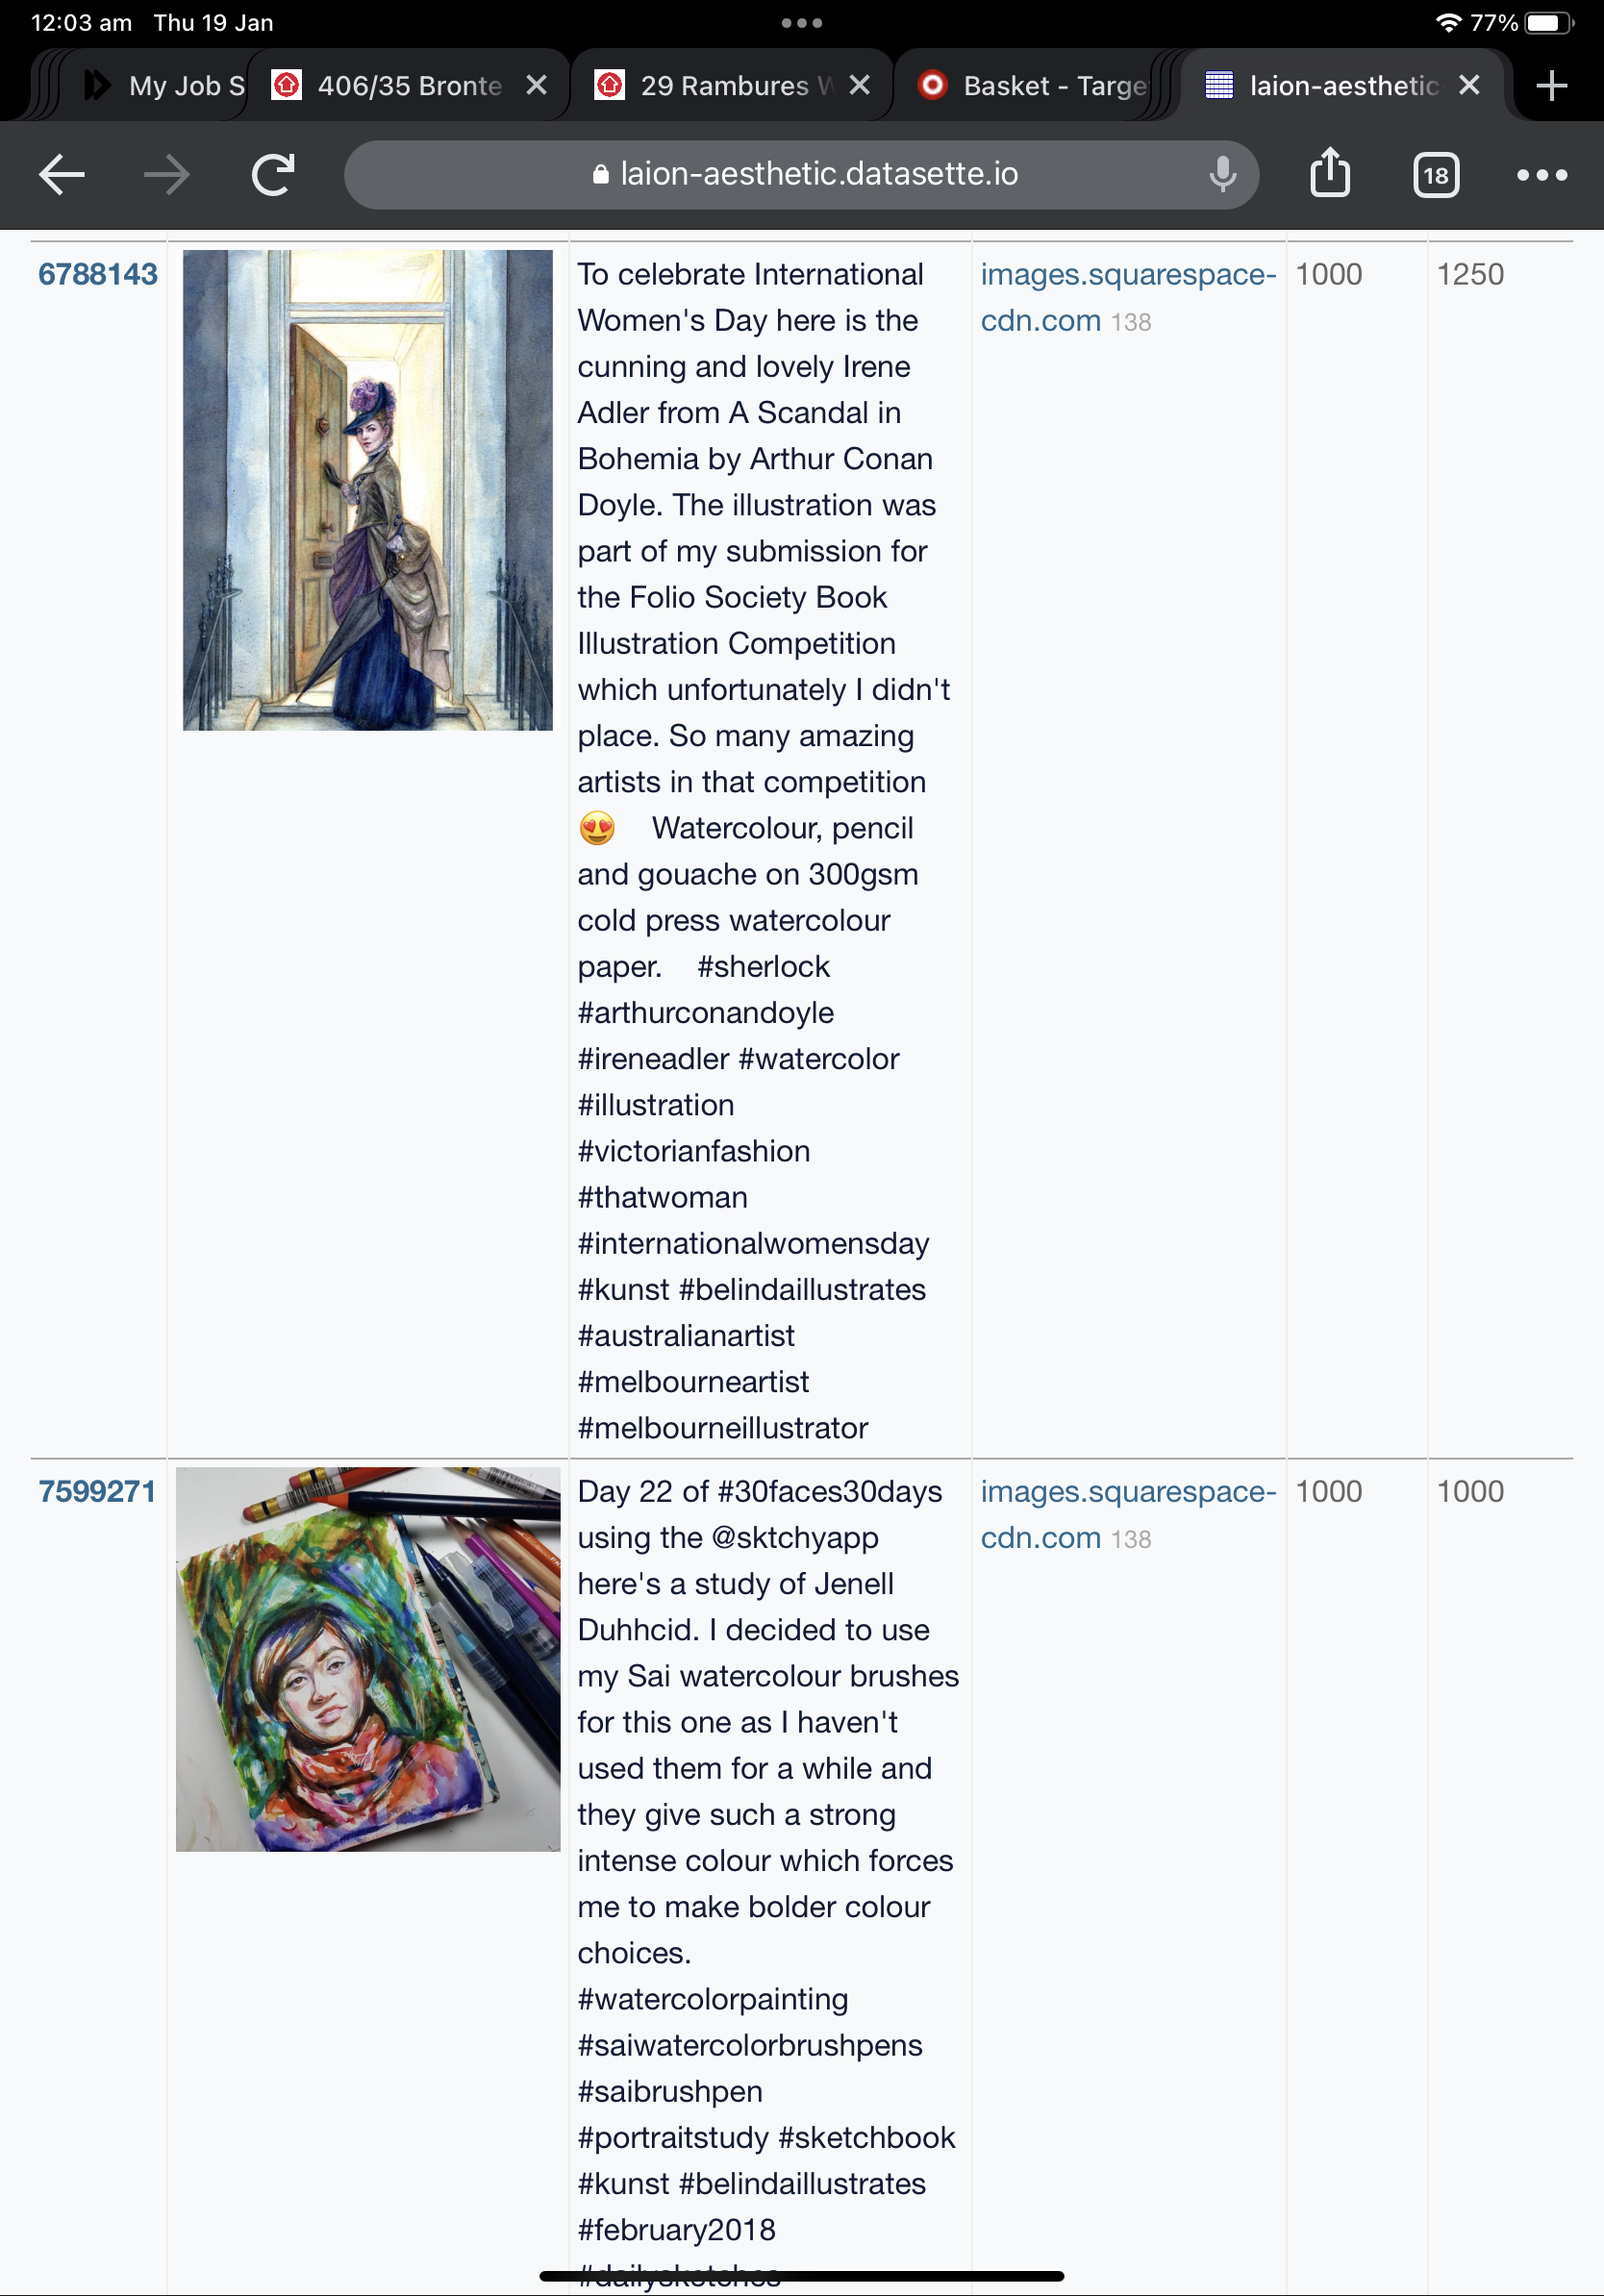 12:03 am Thu 19 Jan
77%
My Job S
406/35 Bronte
29 Rambures
Basket - Targe
laion-aesthetic
laion-aesthetic.datasette.io
18
6788143
To celebrate International
Women's Day here is the
cunning and lovely Irene
Adler from A Scandal in
Bohemia by Arthur Conan
Doyle. The illustration was
part of my submission for
the Folio Society Book
Illustration Competition
which unfortunately I didn't
place. So many amazing
artists in that competition
😍 Watercolour, pencil
and gouache on 300gsm
cold press watercolour
paper. #sherlock
#arthurconandoyle
#ireneadler #watercolor
#illustration
#victorianfashion
#thatwoman
#internationalwomensday
#kunst #belindaillustrates
#australianartist
#melbourneartist
#melbourneillustrator
images.squarespace-
cdn.com 138
1000
1250
7599271
Day 22 of #30faces30days
using the @sktchyapp
here's a study of Jenell
Duhhcid. I decided to use
my Sai watercolour brushes
for this one as I haven't
used them for a while and
they give such a strong
intense colour which forces
me to make bolder colour
choices.
#watercolorpainting
#saiwatercolorbrushpens
#saibrushpen
#portraitstudy #sketchbook
#kunst #belindaillustrates
#february2018
#dailysketches
images.squarespace-
cdn.com 138
1000
1000